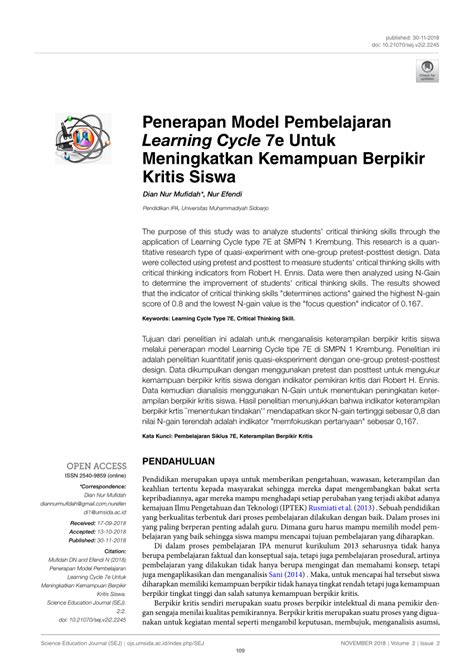 published: 30-11-2018
doi: 10.21070/sej.v2i2.2245
Check for
updates
Penerapan Model Pembelajaran
Learning Cycle 7e Untuk
Meningkatkan Kemampuan Berpikir
Kritis Siswa
Dian Nur Mufidah*, Nur Efendi
Pendidikan IPA, Universitas Muhammadiyah Sidoarjo
The purpose of this study was to analyze students' critical thinking skills through the
application of Learning Cycle type 7E at SMPN 1 Krembung. This research is a quan-
titative research type of quasi-experiment with one-group pretest-posttest design. Data
were collected using pretest and posttest to measure students' critical thinking skills with
critical thinking indicators from Robert H. Ennis. Data were then analyzed using N-Gain
to determine the improvement of students' critical thinking skills. The results showed
that the indicator of critical thinking skills "determines actions" gained the highest N-gain
score of 0.8 and the lowest N-gain value is the "focus question" indicator of 0.167.
Keywords: Learning Cycle Type 7E, Critical Thinking Skill.
Tujuan dari penelitian ini adalah untuk menganalisis keterampilan berpikir kritis siswa
melalui penerapan model Learning Cycle tipe 7E di SMPN 1 Krembung. Penelitian ini
adalah penelitian kuantitatif jenis quasi-eksperimen dengan one-group pretest-posttest
design. Data dikumpulkan dengan menggunakan pretest dan posttest untuk mengukur
kemampuan berpikir kritis siswa dengan indikator pemikiran kritis dari Robert H. Ennis.
Data kemudian dianalisis menggunakan N-Gain untuk menentukan peningkatan keter-
ampilan berpikir kritis siswa. Hasil penelitian menunjukkan bahwa indikator keterampilan
berpikir krtis ¨menentukan tindakan'' mendapatkan skor N-gain tertinggi sebesar 0,8 dan
nilai N-gain terendah adalah indikator "memfokuskan pertanyaan" sebesar 0,167.
Kata Kunci: Pembelajaran Siklus 7E, Keterampilan Berpikir Kritis
OPEN ACCESS
ISSN 2540-9859 (online)
*Correspondence:
Dian Nur Mufidah
diannurmufidah@gmail.com,nurefen
di1@umsida.ac.id
Received: 17-09-2018
Accepted: 13-10-2018
Published: 30-11-2018
Citation:
Mufidah DN and Efendi N (2018)
Penerapan Model Pembelajaran
Learning Cycle 7e Untuk
Meningkatkan Kemampuan Berpikir
Kritis Siswa.
Science Education Journal (SEJ).
2:2.
doi: 10.21070/sej.v2i2.2245
PENDAHULUAN
Pendidikan merupakan upaya untuk memberikan pengetahuan, wawasan, keterampilan dan
keahlian tertentu kepada masyarakat sehingga mereka dapat mengembangkan bakat serta
kepribadiannya, agar mereka mampu menghadapi setiap perubahan yang terjadi akibat adanya
kemajuan Ilmu Pengetahuan dan Teknologi (IPTEK) Rusmiati et al. (2013) . Sebuah pendidikan
yang berkualitas terbentuk dari proses pembelajaran dilakukan dengan baik. Dalam proses ini
yang paling berperan penting adalah guru. Dimana guru harus mampu memilih model pem-
belajaran yang baik sehingga siswa mampu mencapai tujuan pembelajaran yang diharapkan.
Di dalam proses pembelajaran IPA menurut kurikulum 2013 seharusnya tidak hanya
berupa pembelajaran faktual dan konseptual saja, tetapi juga pembelajaran prosedural, artinya
pembelajaran yang dilakukan tidak hanya berupa mengingat dan memahami konsep, tetapi
juga mengaplikasikan dan menganalisis Sani (2014) . Maka, untuk mencapai hal tersebut siswa
diharapkan memiliki kemampuan berpikir tidak hanya tingkat rendah tetapi juga kemampuan
berpikir tingkat tinggi dan salah satunya kemampuan berpikir kritis.
Berpikir kritis sendiri merupakan suatu proses berpikir intelektual di mana pemikir den-
gan sengaja menilai kualitas pemikirannya. Berpikir kritis merupakan suatu proses yang digu-
nakan untuk kegiatan mental seperti mengambil keputusan, membujuk, menganalisis asumsi,
Science Education Journal (SEJ) | ojs.umsida.ac.id/index.php/SEJ
NOVEMBER 2018 | Volume 2 | Issue 2
109